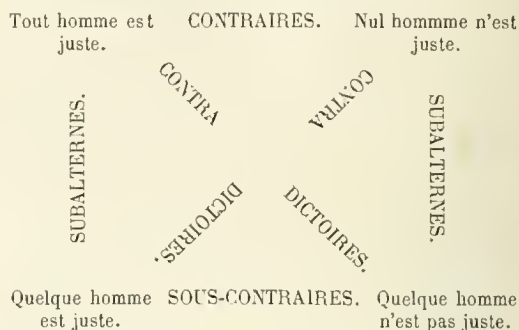 Tout homme est CONTRAIRES. Nul hommme n'est
juste. juste.
CONTRA CONTRA
SUBALTERNES. SUBALTERNES.
DICTOIRES. DICTOIRES.
Quelque homme SOUS-CONTRAIRES. Quelque homme
est juste. n'est pas juste.